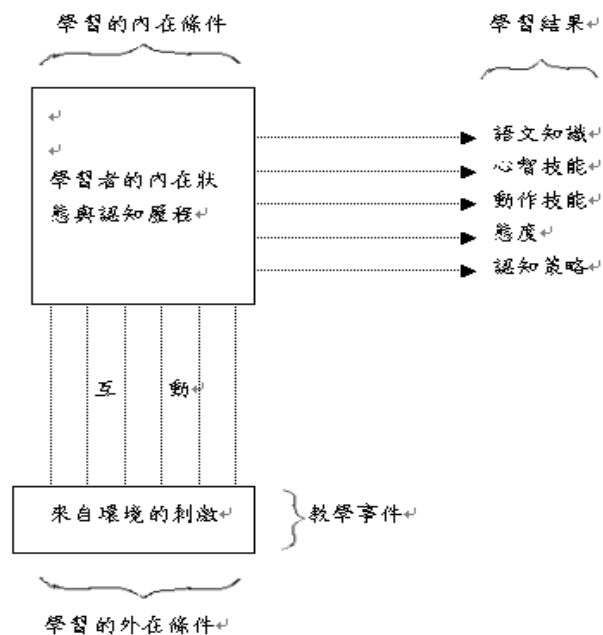 學習的內在條件
學習結果
學習者的內在狀
態與認知歷程
語文知識
心智技能
動作技能
態度
認知策略
互 動
來自環境的刺激
教學事件
學習的外在條件